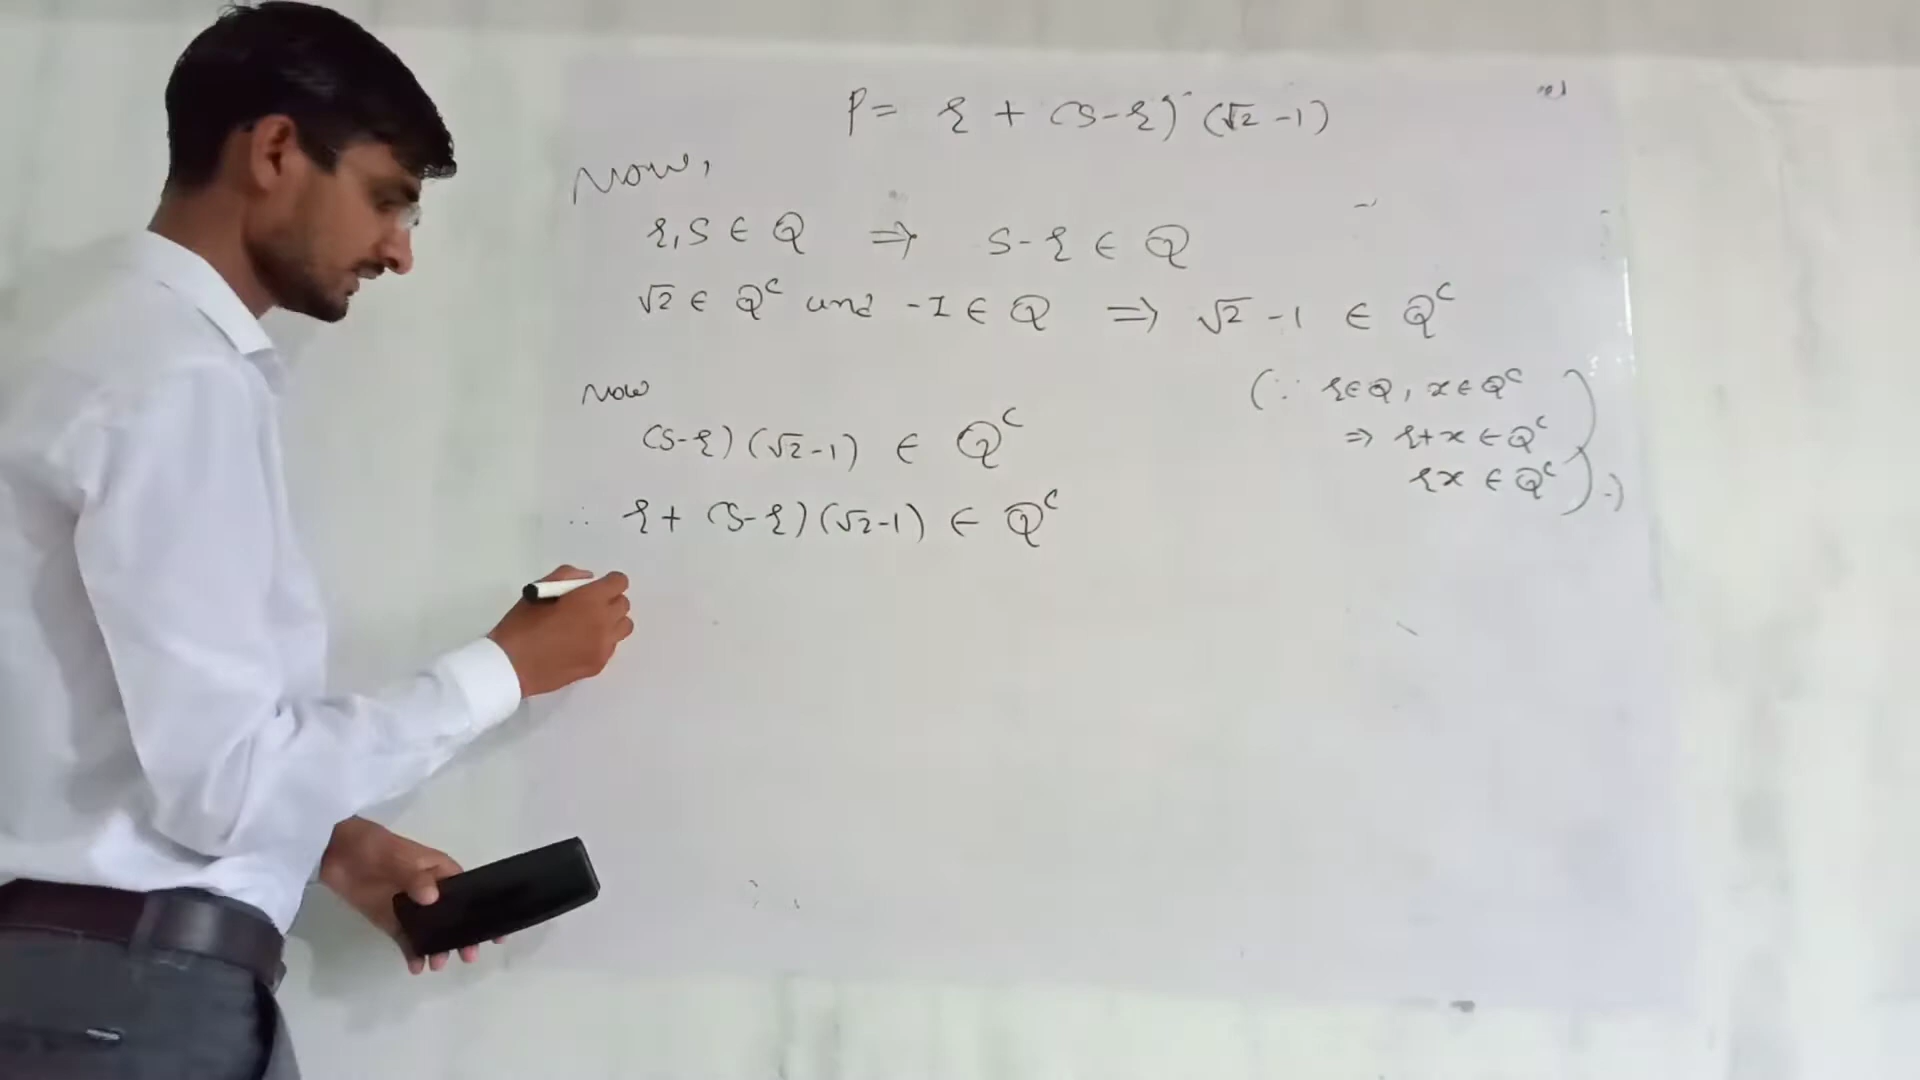 P = r + (s-r) (√2 -1)
Now,
r, s ∈ Q ⇒ s - r ∈ Q
√2 ∈ Q^c and -1 ∈ Q ⇒ √2 - 1 ∈ Q^c
Now
(s-r) (√2-1) ∈ Q^c
∴ r + (s-r) (√2-1) ∈ Q^c
(∵ r ∈ Q, x ∈ Q^c
⇒ r+x ∈ Q^c
rx ∈ Q^c)